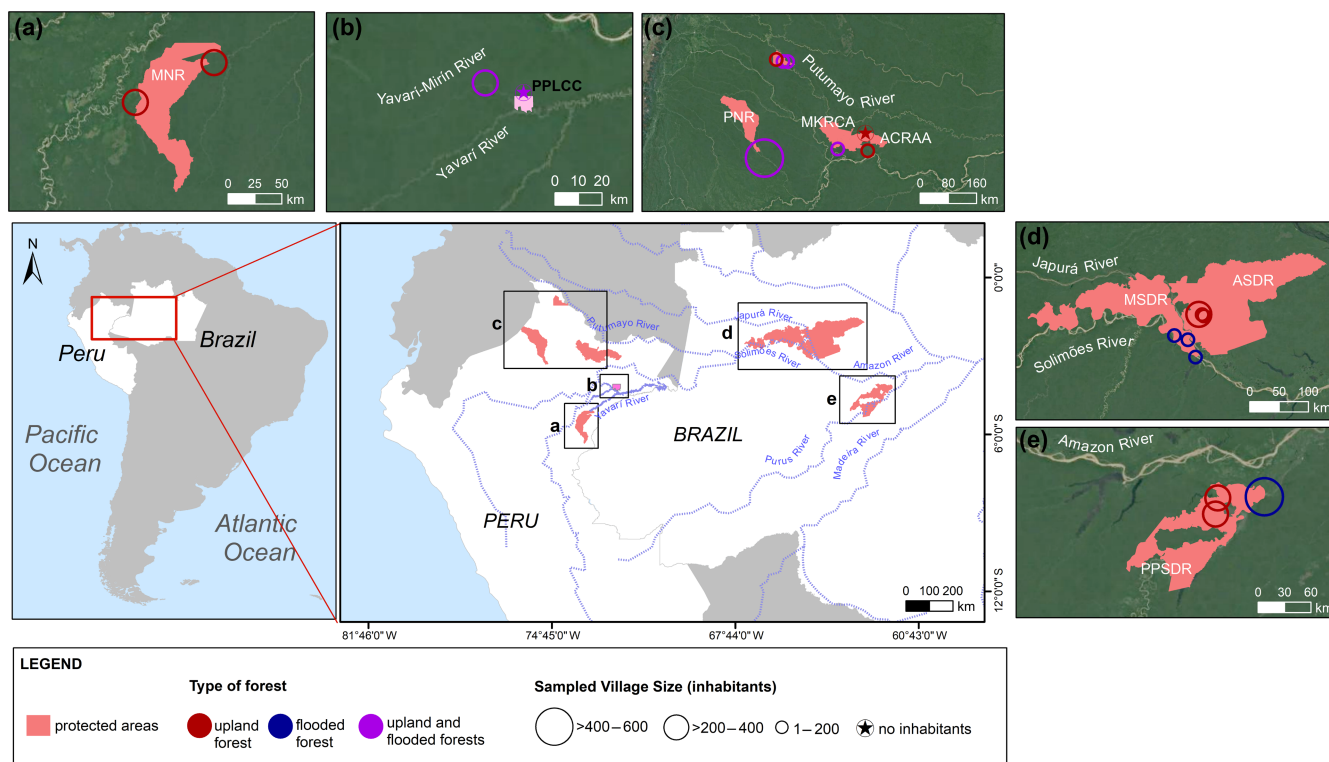 (a)
MNR
0 25 50
km
(b)
Yavarí-Mirín River
PPLCC
Yavarí River
0 10 20
km
(c)
Putumayo River
PNR
MKRCA
ACRAA
0 80 160
km
N
Peru
Brazil
Pacific
Ocean
Atlantic
Ocean
c
Putumayo River
b
Yavarí River
a
d
Japurá River
Solimões River
Amazon River
e
BRAZIL
Purus River
Madeira River
PERU
0 100 200
km
0°0'0"
6°0'0"S
12°0'0"S
81°46'0"W
74°45'0"W
67°44'0"W
60°43'0"W
(d)
Japurá River
ASDR
MSDR
Solimões River
0 50 100
km
(e)
Amazon River
PPSDR
0 30 60
km
LEGEND
Type of forest
Sampled Village Size (inhabitants)
protected areas
upland
forest
flooded
forest
upland and
flooded forests
>400–600
>200–400
1–200
no inhabitants